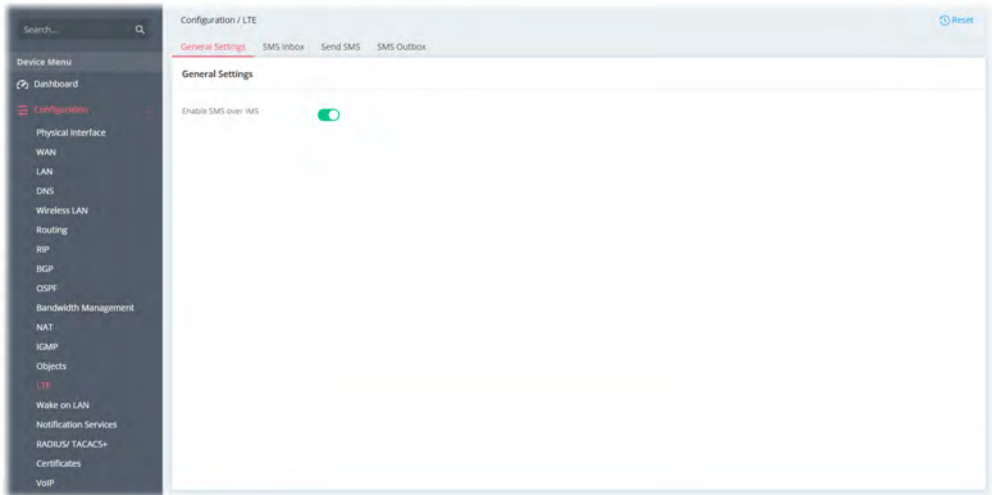 Search...
Device Menu
Dashboard
Configuration
Physical Interface
WAN
LAN
DNS
Wireless LAN
Routing
RIP
BGP
OSPF
Bandwidth Management
NAT
IGMP
Objects
LTE
Wake on LAN
Notification Services
RADIUS/ TACACS+
Certificates
VoIP
Configuration / LTE
Reset
General Settings SMS Inbox Send SMS SMS Outbox
General Settings
Enable SMS over IMS